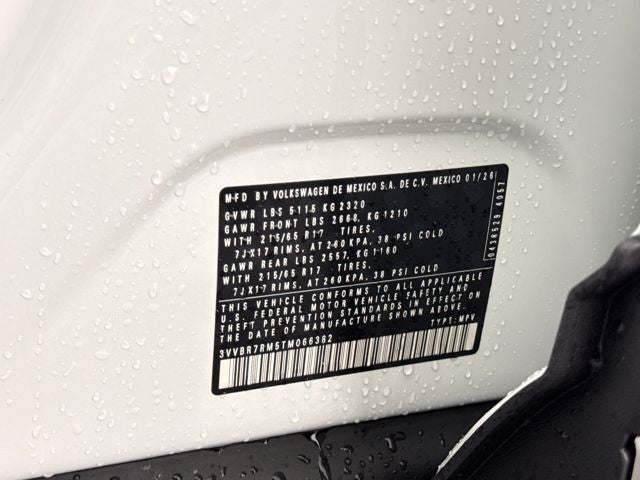 MFD BY VOLKSWAGEN DE MEXICO S.A. DE C.V. MEXICO 01/26
GVWR LBS 5115 KG 2320
GAWR FRONT LBS 2668, KG 1210
WITH 215/65 R17 TIRES.
7JX17 RIMS, AT 260 KPA, 38 PSI COLD
GAWR REAR LBS 2557, KG 1160
WITH 215/65 R17 TIRES.
7JX17 RIMS, AT 260 KPA, 38 PSI COLD
THIS VEHICLE CONFORMS TO ALL APPLICABLE
U.S. FEDERAL MOTOR VEHICLE SAFETY AND
THEFT PREVENTION STANDARDS IN EFFECT ON
THE DATE OF MANUFACTURE SHOWN ABOVE.
3VVBR7RM5TM066382 TYPE: MPV
0438529 4057